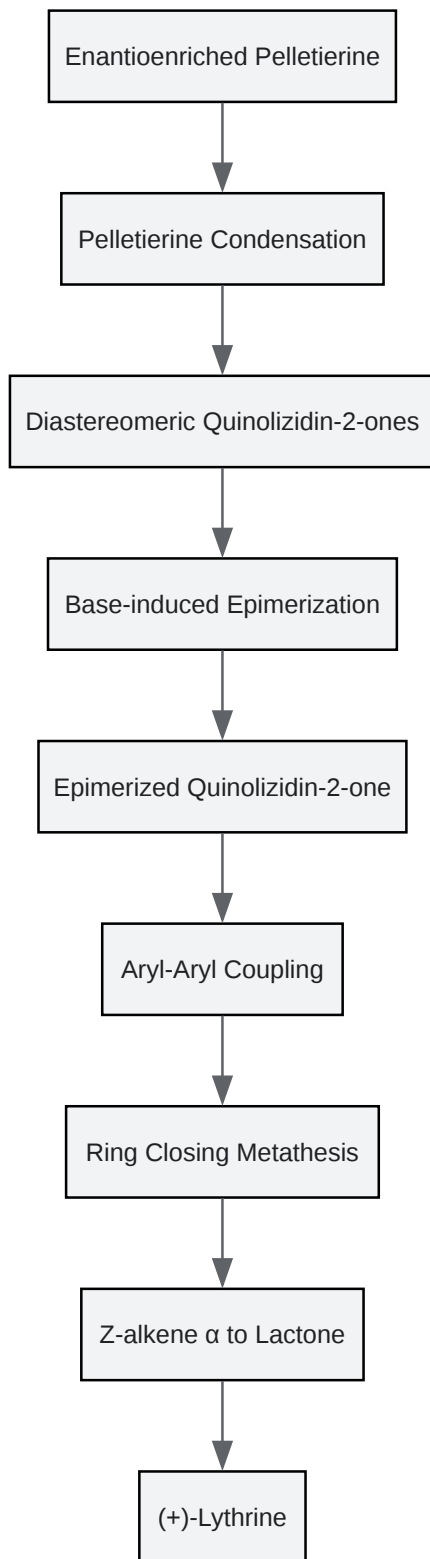 Enantioenriched Pelletierine
Pelletierine Condensation
Diastereomeric Quinolizidin-2-ones
Base-induced Epimerization
Epimerized Quinolizidin-2-one
Aryl-Aryl Coupling
Ring Closing Metathesis
Z-alkene α to Lactone
(+)-Lythrine